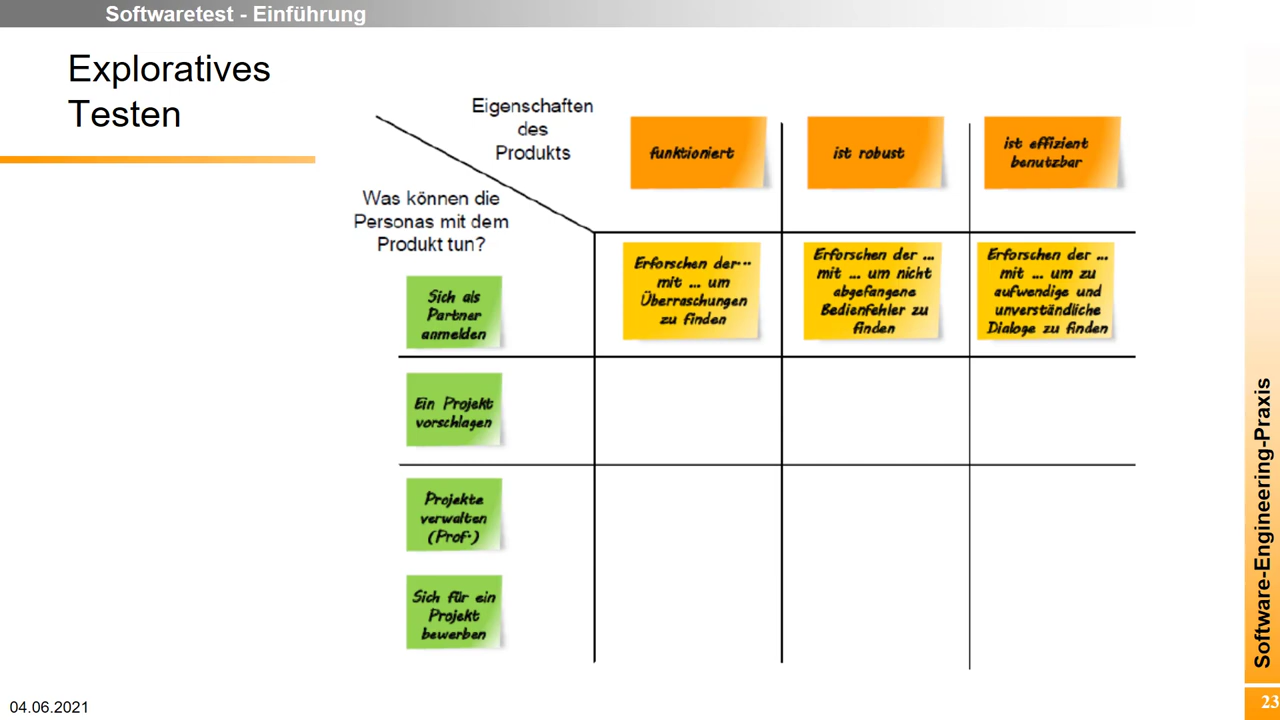 Softwaretest - Einführung
Exploratives
Testen
Eigenschaften
des
Produkts
Was können die
Personas mit dem
Produkt tun?
funktioniert
ist robust
ist effizient
benutzbar
Sich als
Partner
anmelden
Erforschen der...
mit ... um
Überraschungen
zu finden
Erforschen der ...
mit ... um nicht
abgefangene
Bedienfehler zu
finden
Erforschen der ...
mit ... um zu
aufwendige und
unverständliche
Dialoge zu finden
Ein Projekt
vorschlagen
Projekte
verwalten
(Prof.)
Sich für ein
Projekt
bewerben
Software-Engineering-Praxis
04.06.2021
23